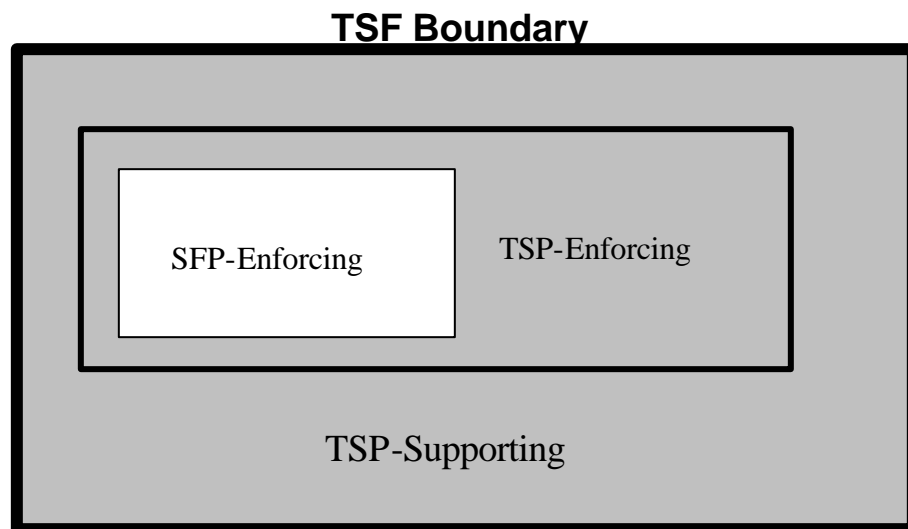 TSF Boundary
SFP-Enforcing
TSP-Enforcing
TSP-Supporting